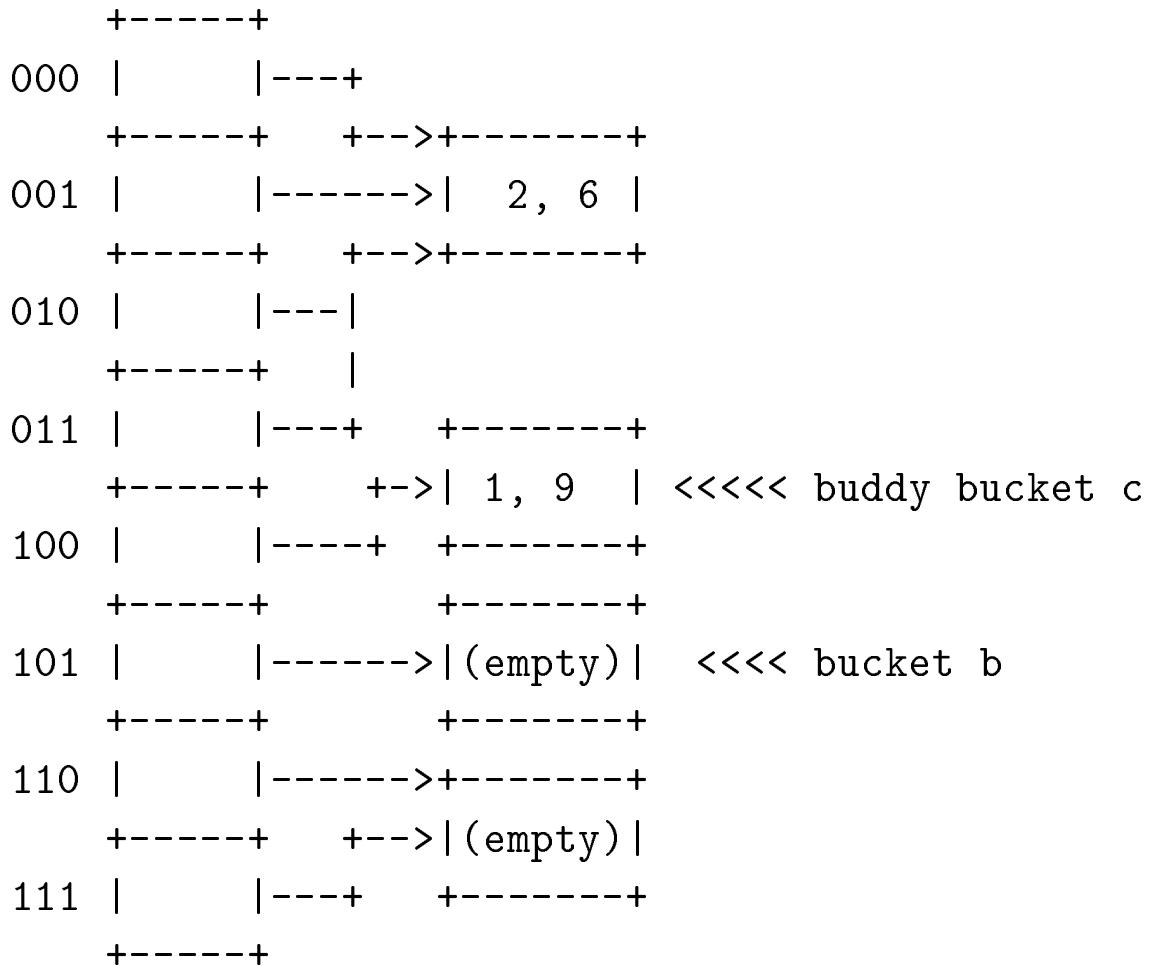 +-----+
000  |     |---+
     +-----+   +-->+-------+
001  |     |------>|  2, 6 |
     +-----+   +-->+-------+
010  |     |---|
     +-----+   |
011  |     |---+   +-------+
     +-----+    +->| 1, 9  | <<<<< buddy bucket c
100  |     |----+  +-------+
     +-----+       +-------+
101  |     |------>|(empty)|  <<<< bucket b
     +-----+       +-------+
110  |     |------>+-------+
     +-----+   +-->|(empty)|
111  |     |---+   +-------+
     +-----+